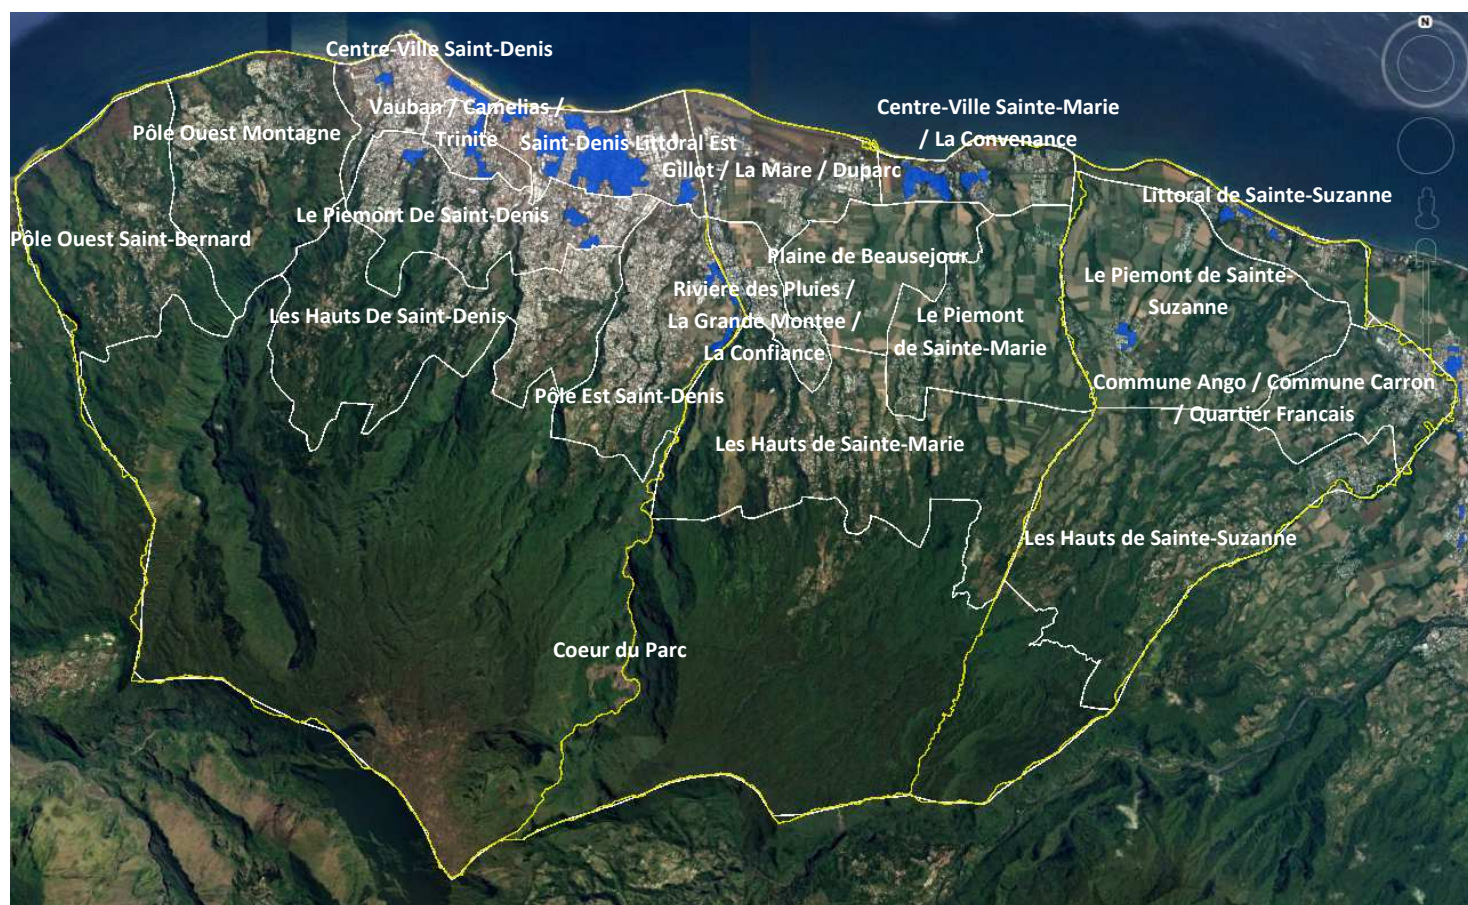 N
Centre-Ville Saint-Denis
Vauban / Camelias /
Trinite
Centre-Ville Sainte-Marie
/ La Convenance
Pôle Ouest Montagne
Saint-Denis Littoral Est
Gillot / La Mare / Duparc
Littoral de Sainte-Suzanne
Le Piemont De Saint-Denis
Pôle Ouest Saint-Bernard
Plaine de Beausejour
Le Piemont de Sainte-
Suzanne
Rivière des Pluies /
La Grande Montee /
La Confiance
Les Hauts De Saint-Denis
Le Piemont
de Sainte-Marie
Commune Ango / Commune Carron
/ Quartier Francais
Pôle Est Saint-Denis
Les Hauts de Sainte-Marie
Les Hauts de Sainte-Suzanne
Coeur du Parc